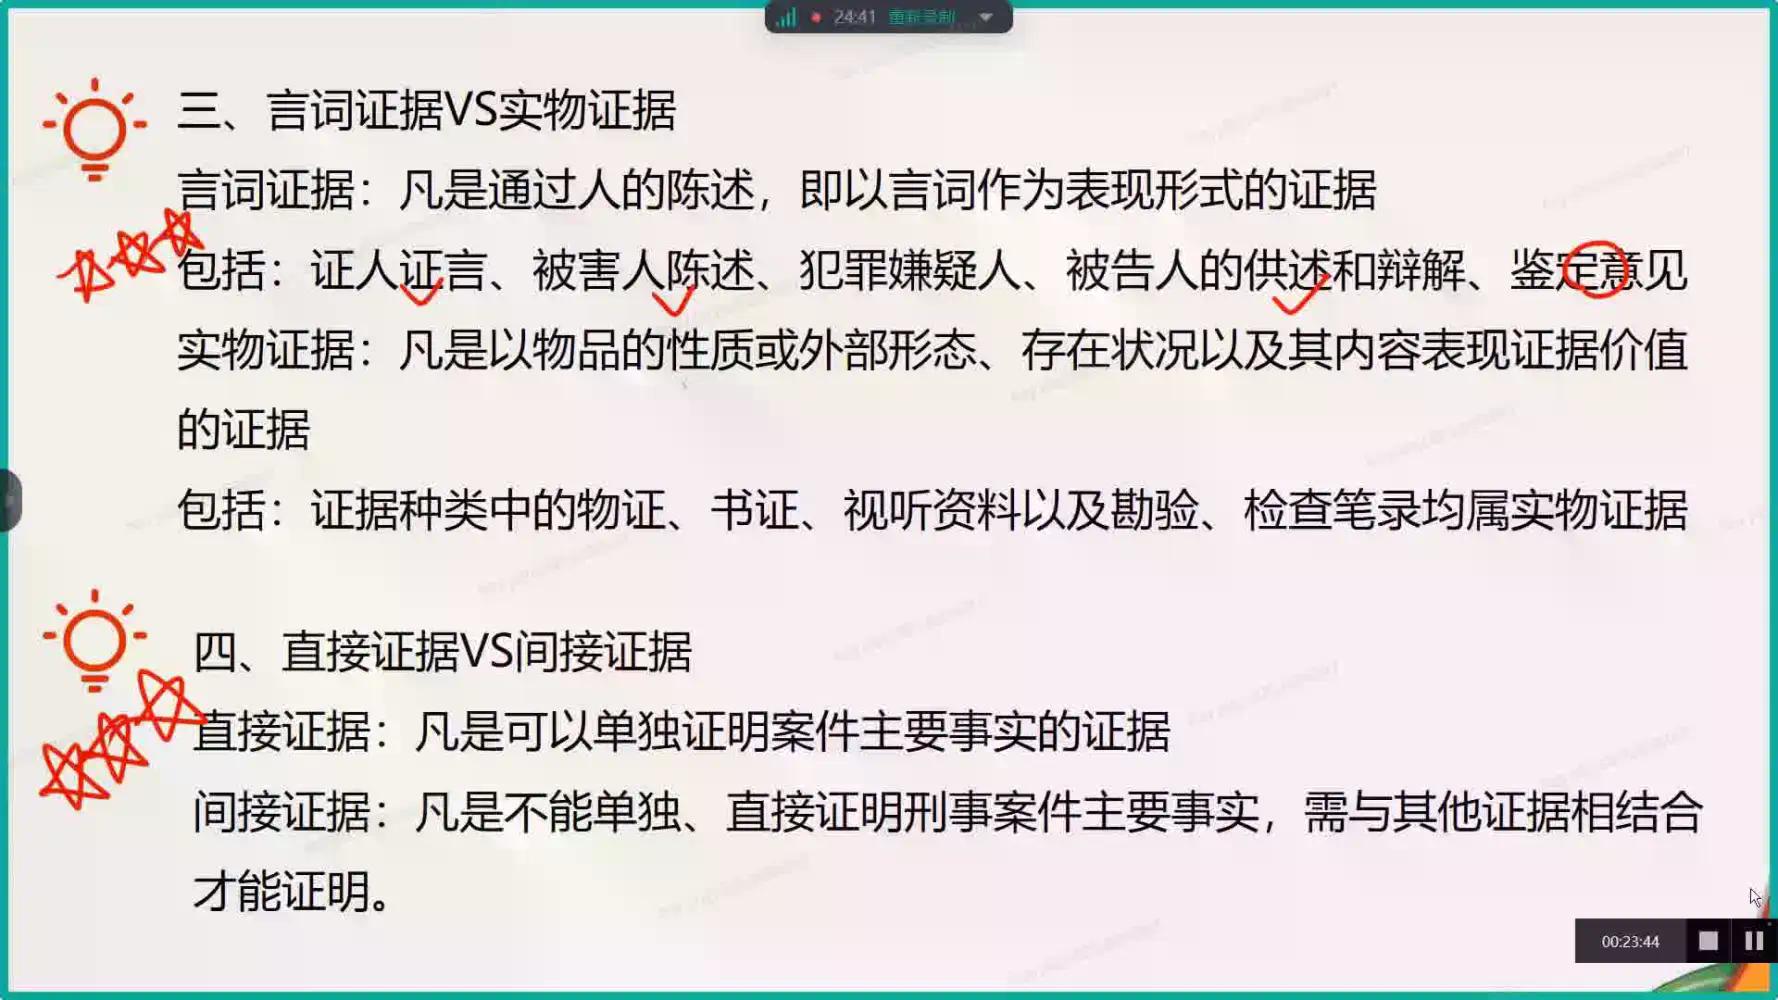 24:41 重新录制
三、言词证据VS实物证据
言词证据：凡是通过人的陈述，即以言词作为表现形式的证据
包括：证人证言、被害人陈述、犯罪嫌疑人、被告人的供述和辩解、鉴定意见
实物证据：凡是以物品的性质或外部形态、存在状况以及其内容表现证据价值
的证据
包括：证据种类中的物证、书证、视听资料以及勘验、检查笔录均属实物证据
四、直接证据VS间接证据
直接证据：凡是可以单独证明案件主要事实的证据
间接证据：凡是不能单独、直接证明刑事案件主要事实，需与其他证据相结合
才能证明。
00:23:44